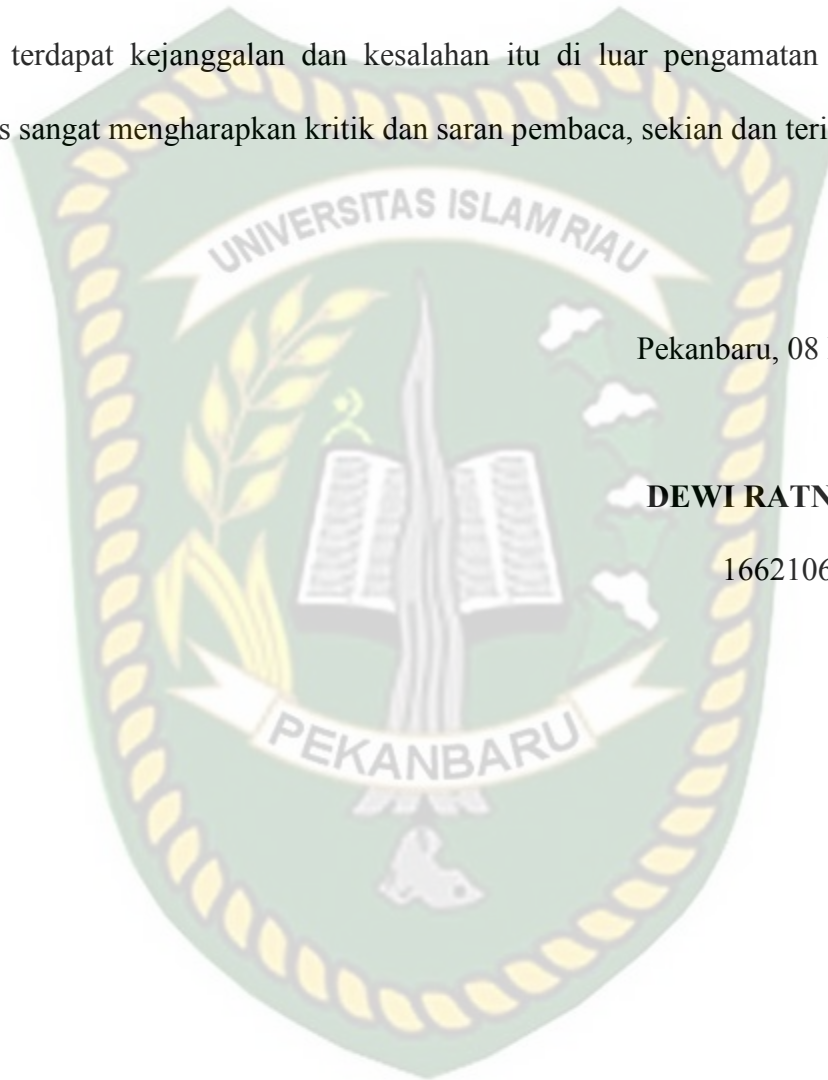 terdapat kejanggalan dan kesalahan itu di luar pengamatan
s sangat mengharapkan kritik dan saran pembaca, sekian dan teri
UNIVERSITAS ISLAM RIAU
Pekanbaru, 08
DEWI RATN
1662106
PEKANBARU